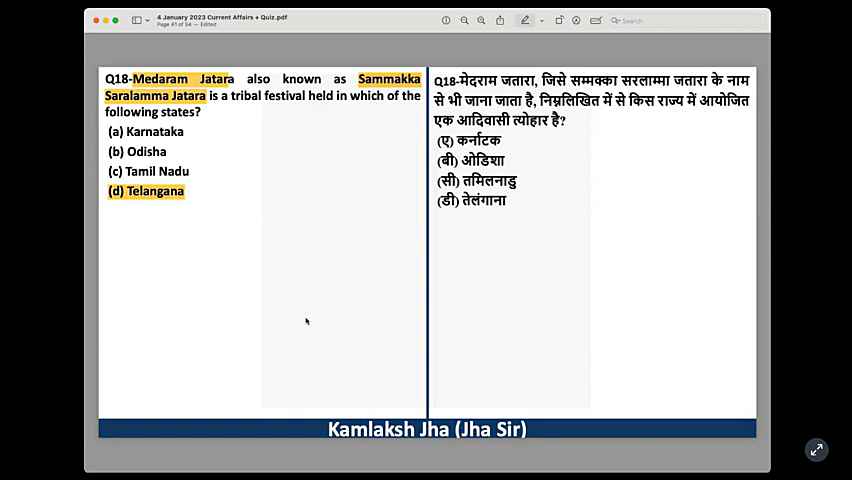 4 January 2023 Current Affairs + Quiz.pdf
Page 41 of 54 — Edited
Search
Q18-Medaram Jatara also known as Sammakka
Saralamma Jatara is a tribal festival held in which of the
following states?
(a) Karnataka
(b) Odisha
(c) Tamil Nadu
(d) Telangana
Q18-मेदराम जतारा, जिसे सम्मक्का सरलाम्मा जतारा के नाम
से भी जाना जाता है, निम्नलिखित में से किस राज्य में आयोजित
एक आदिवासी त्योहार है?
(ए) कर्नाटक
(बी) ओडिशा
(सी) तमिलनाडु
(डी) तेलंगाना
Kamlaksh Jha (Jha Sir)